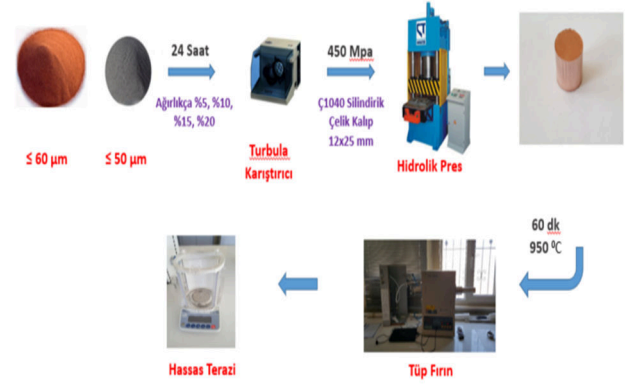 24 Saat
450 Mpa
Ağırlıkça %5, %10,
%15, %20
Ç1040 Silindirik
Çelik Kalıp
12x25 mm
≤ 60 µm
≤ 50 µm
Turbula
Karıştırıcı
Hidrolik Pres
60 dk
950 ⁰C
Hassas Terazi
Tüp Fırın